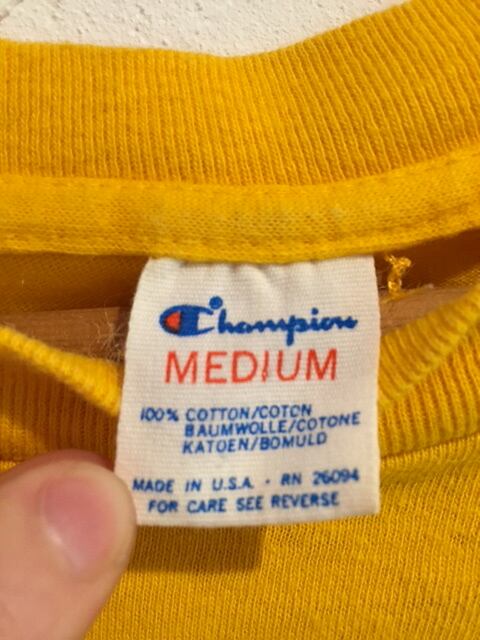 Champion
MEDIUM
100% COTTON/COTON
BAUMWOLLE/COTONE
KATOEN/BOMULD
MADE IN U.S.A. · RN 26094
FOR CARE SEE REVERSE